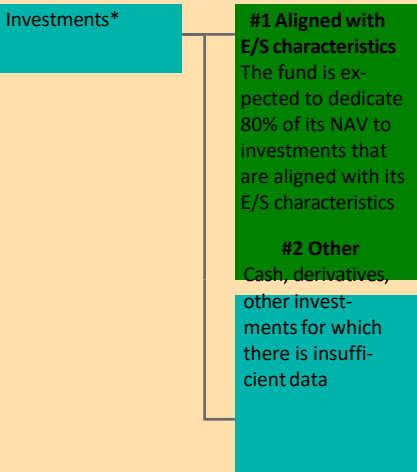 Investments*
#1 Aligned with
E/S characteristics
The fund is ex-
pected to dedicate
80% of its NAV to
investments that
are aligned with its
E/S characteristics
#2 Other
Cash, derivatives,
other invest-
ments for which
there is insuffi-
cient data